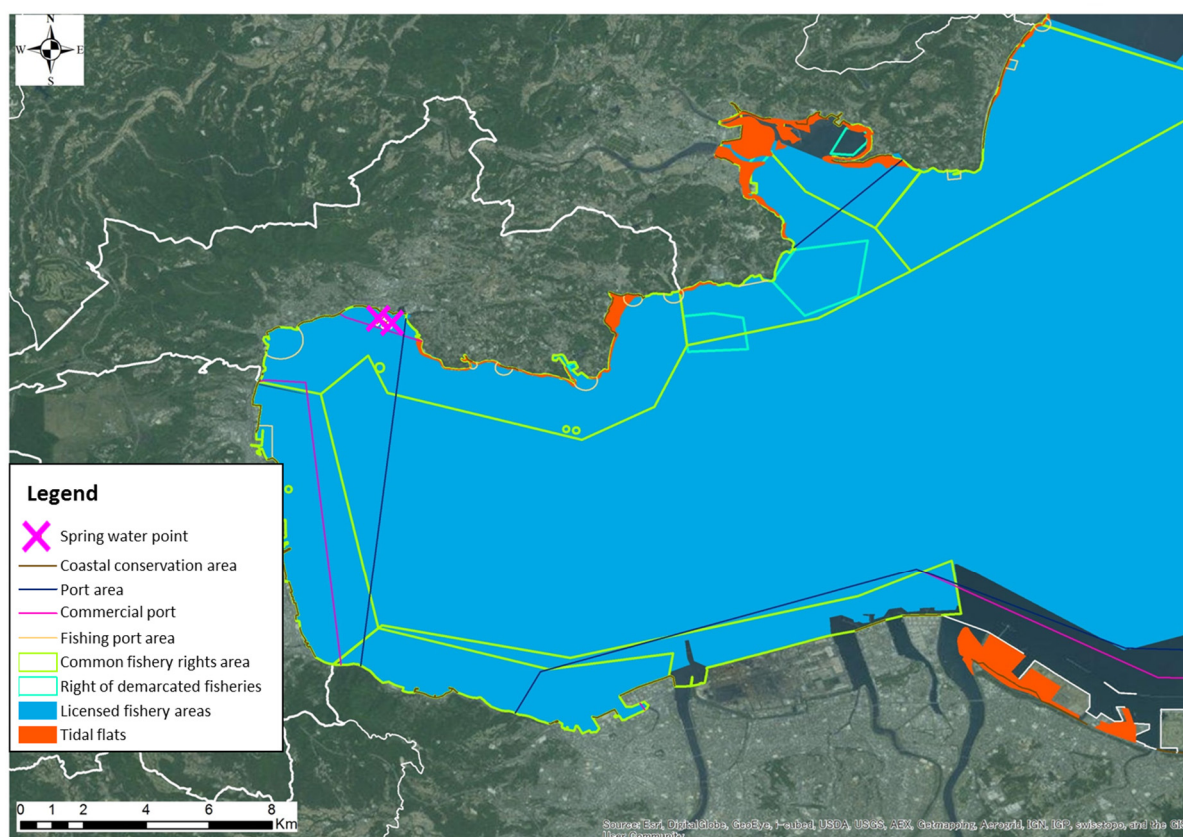 N
W E
S
Legend
Spring water point
Coastal conservation area
Port area
Commercial port
Fishing port area
Common fishery rights area
Right of demarcated fisheries
Licensed fishery areas
Tidal flats
0 1 2 4 6 8
Km
Source: Esri, DigitalGlobe, GeoEye, i-cubed, USDA, USGS, AEX, Getmapping, Aerogrid, IGN, IGP, swisstopo, and the GI
User Community